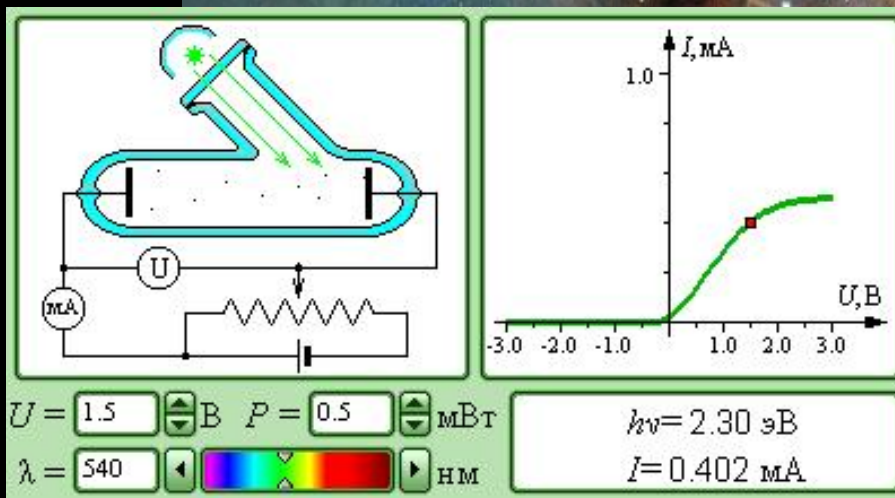 U
мА
I, мА
1.0
U, В
-3.0 -2.0 -1.0 1.0 2.0 3.0
U = 1.5 В P = 0.5 мВт
λ = 540 нм
hν= 2.30 эВ
I= 0.402 мА